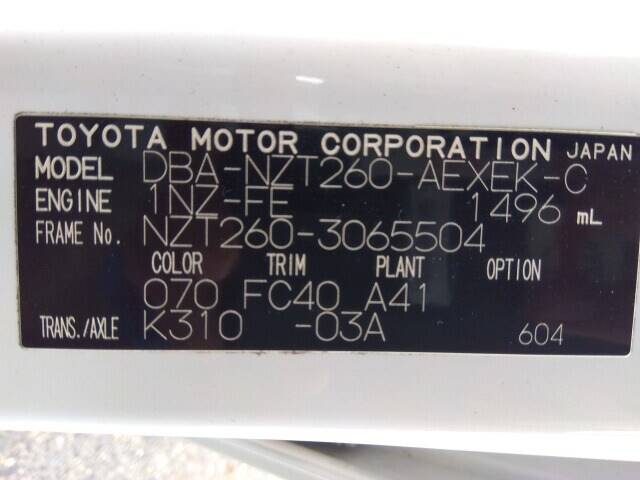 TOYOTA MOTOR CORPORATION JAPAN
MODEL DBA-NZT260-AEXEK-C
ENGINE 1NZ-FE 1496 mL
FRAME No. NZT260-3065504
COLOR TRIM PLANT OPTION
070 FC40 A41
TRANS./AXLE K310 -03A 604